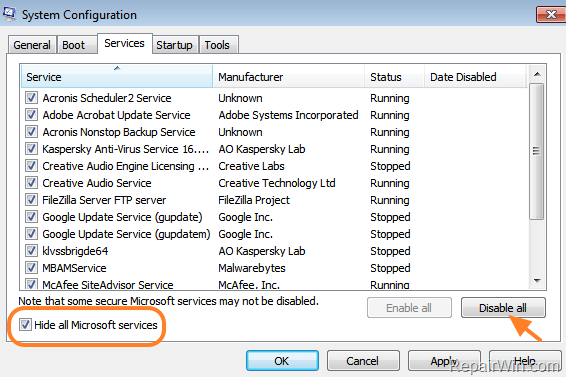 System Configuration
General Boot Services Startup Tools
Service Manufacturer Status Date Disabled
Acronis Scheduler2 Service Unknown Running
Adobe Acrobat Update Service Adobe Systems Incorporated Running
Acronis Nonstop Backup Service Unknown Running
Kaspersky Anti-Virus Service 16.... AO Kaspersky Lab Running
Creative Audio Engine Licensing ... Creative Labs Stopped
Creative Audio Service Creative Technology Ltd Running
FileZilla Server FTP server FileZilla Project Running
Google Update Service (gupdate) Google Inc. Stopped
Google Update Service (gupdatem) Google Inc. Stopped
klvssbrigde64 AO Kaspersky Lab Stopped
MBAMService Malwarebytes Stopped
McAfee SiteAdvisor Service McAfee, Inc. Running
Note that some secure Microsoft services may not be disabled.
Enable all Disable all
Hide all Microsoft services
OK Cancel Apply Help
RepairWin.com